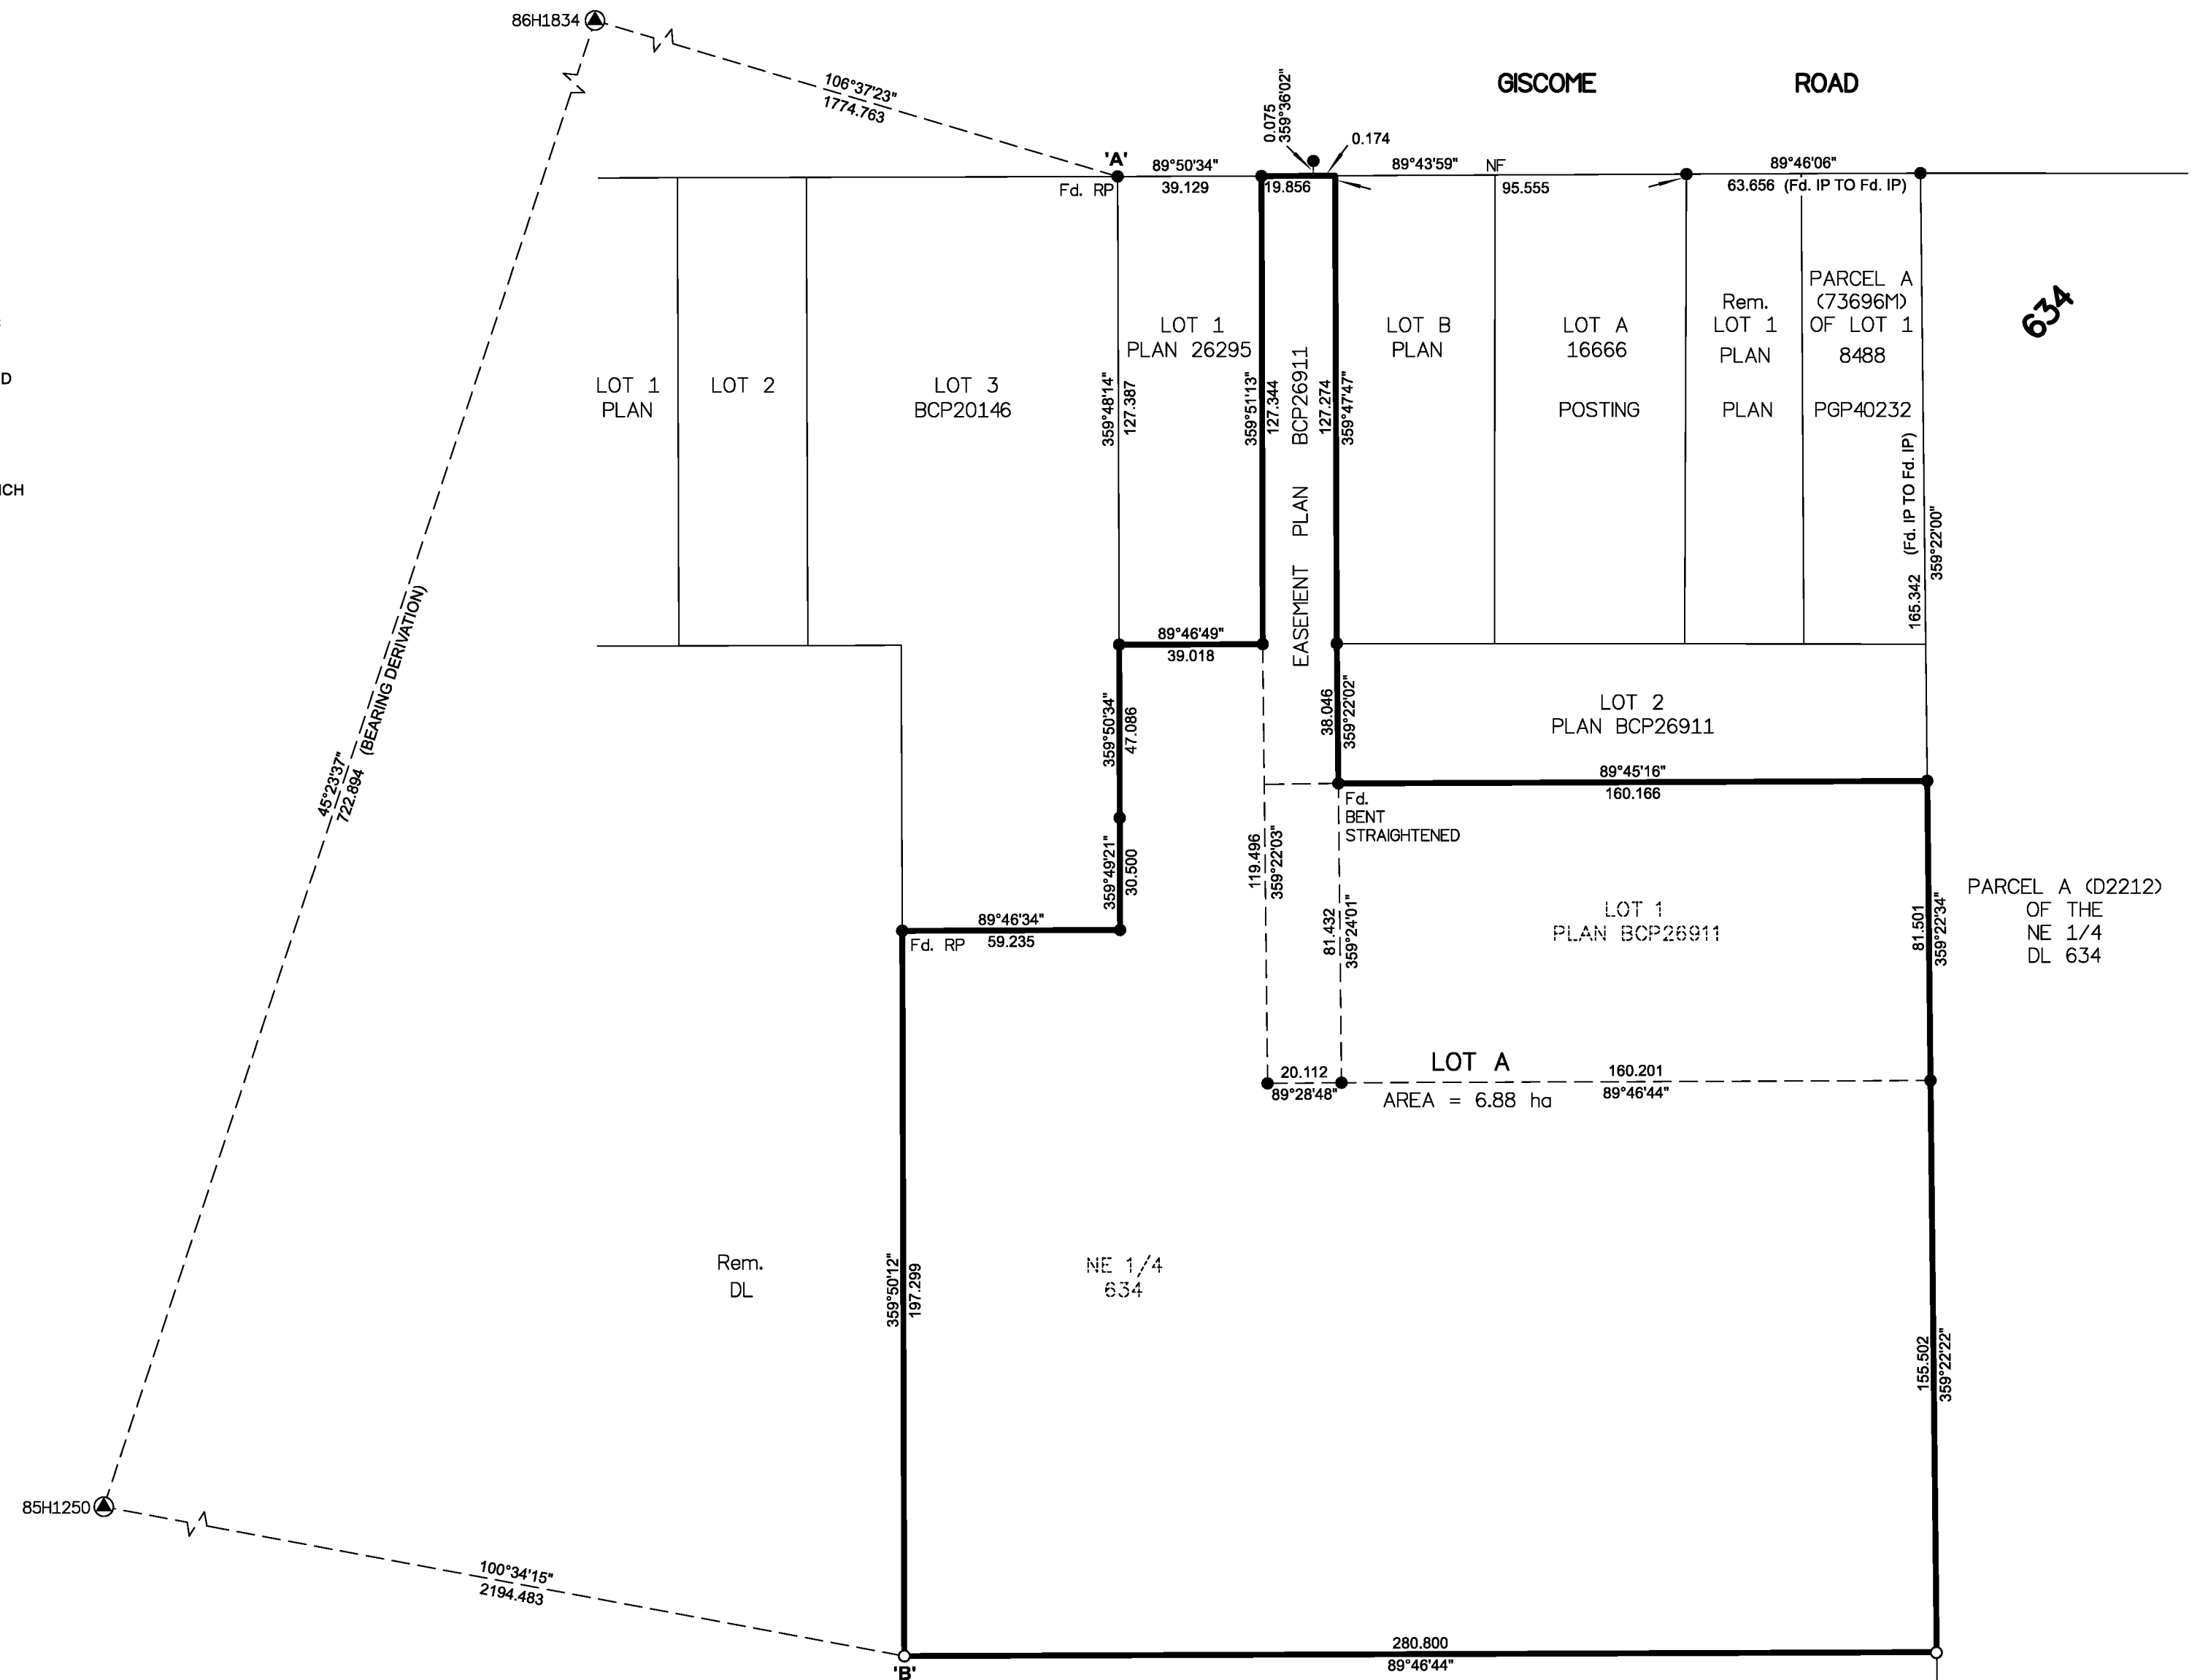 86H1834
106°37'23"
1774.763
GISCOME ROAD
0.075
359°36'02"
0.174
'A'
Fd. RP
89°50'34"
39.129
19.856
89°43'59"
NF
95.555
89°46'06"
63.656 (Fd. IP TO Fd. IP)
634
D
ICH
LOT 1
PLAN
LOT 2
LOT 3
BCP20146
359°48'14"
127.387
LOT 1
PLAN 26295
359°51'13"
127.344
EASEMENT PLAN BCP26911
127.274
359°47'47"
LOT B
PLAN
LOT A
16666
POSTING
Rem.
LOT 1
PLAN
PLAN
PARCEL A
(73696M)
OF LOT 1
8488
PGP40232
165.342 (Fd. IP TO Fd. IP)
359°22'00"
45°23'37"
722.894 (BEARING DERIVATION)
89°46'49"
39.018
359°50'34"
47.086
38.046
359°22'02"
LOT 2
PLAN BCP26911
89°45'16"
160.166
Fd.
BENT
STRAIGHTENED
359°49'21"
30.500
119.496
359°22'03"
81.432
359°24'01"
LOT 1
PLAN BCP26911
81.501
359°22'34"
PARCEL A (D2212)
OF THE
NE 1/4
DL 634
89°46'34"
Fd. RP
59.235
20.112
89°28'48"
LOT A
AREA = 6.88 ha
160.201
89°46'44"
Rem.
DL
359°50'12"
197.299
NE 1/4
634
155.502
359°22'22"
85H1250
100°34'15"
2194.483
'B'
280.800
89°46'44"